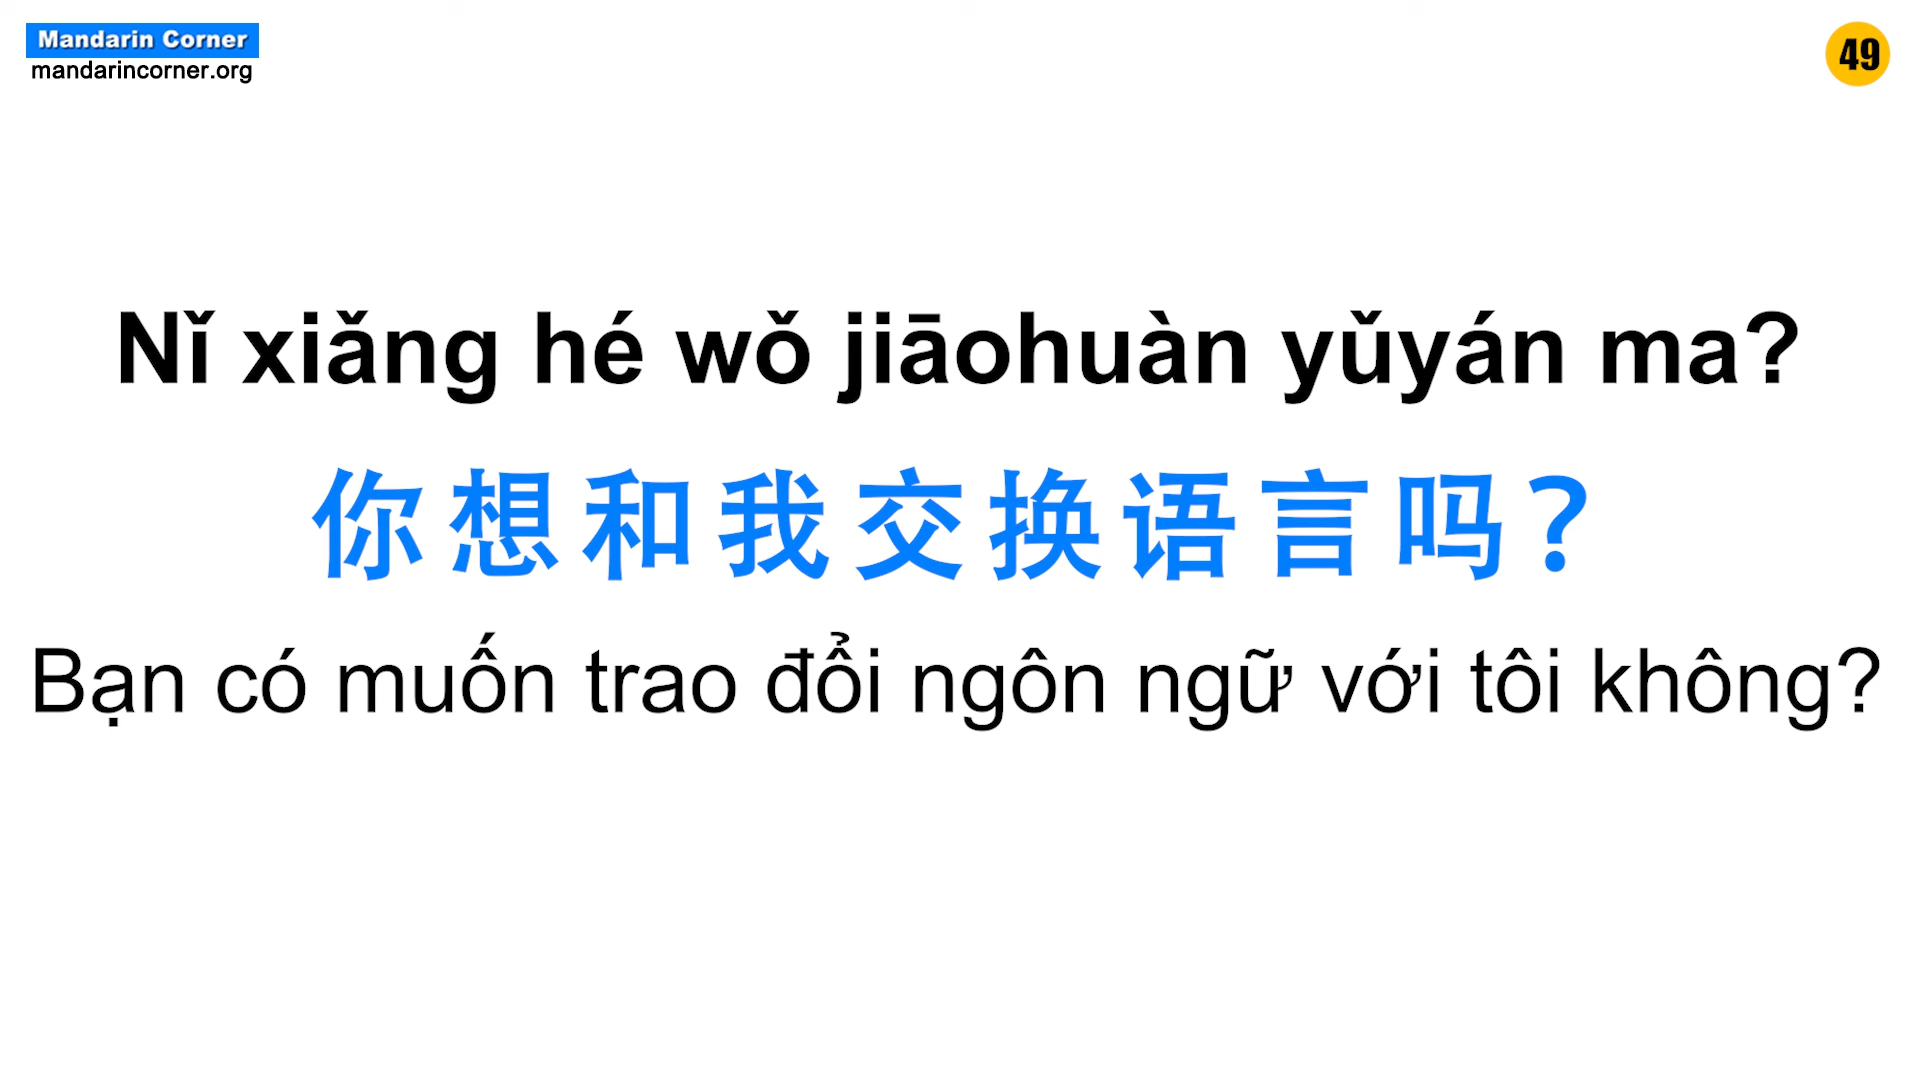 Mandarin Corner
mandarincorner.org
49
Nǐ xiǎng hé wǒ jiāohuàn yǔyán ma?
你想和我交换语言吗？
Bạn có muốn trao đổi ngôn ngữ với tôi không?